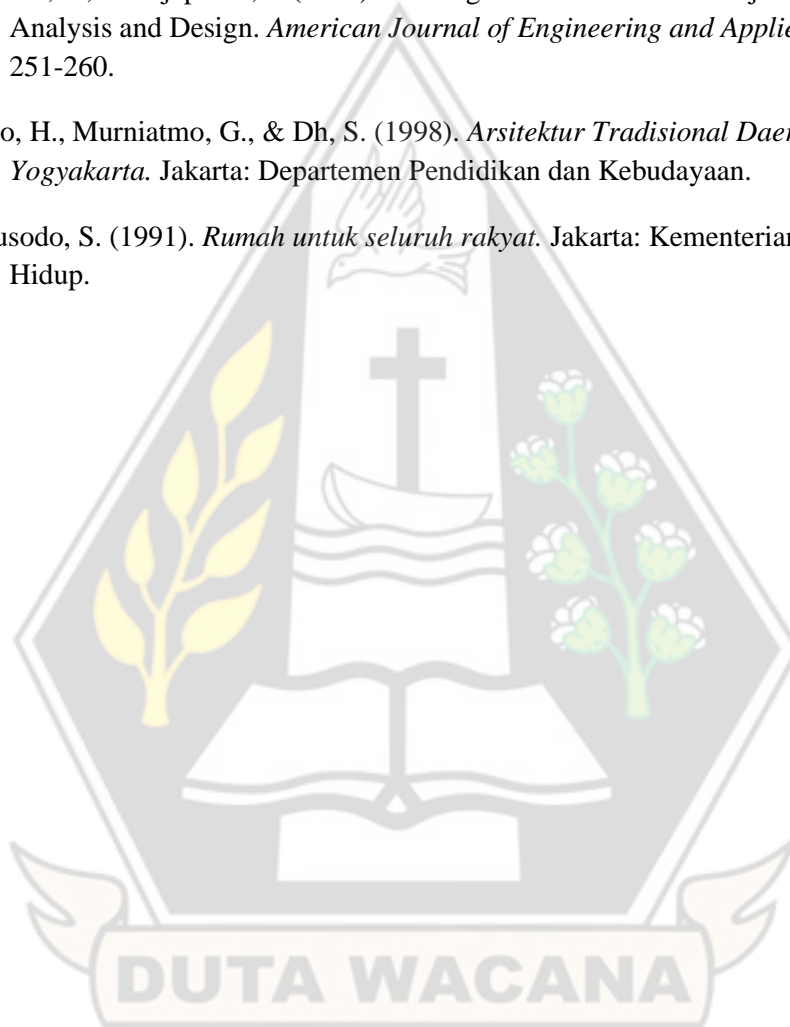 Analysis and Design. American Journal of Engineering and Applie
251-260.
o, H., Murniatmo, G., & Dh, S. (1998). Arsitektur Tradisional Daer
Yogyakarta. Jakarta: Departemen Pendidikan dan Kebudayaan.
usodo, S. (1991). Rumah untuk seluruh rakyat. Jakarta: Kementerian
Hidup.
DUTA WACANA